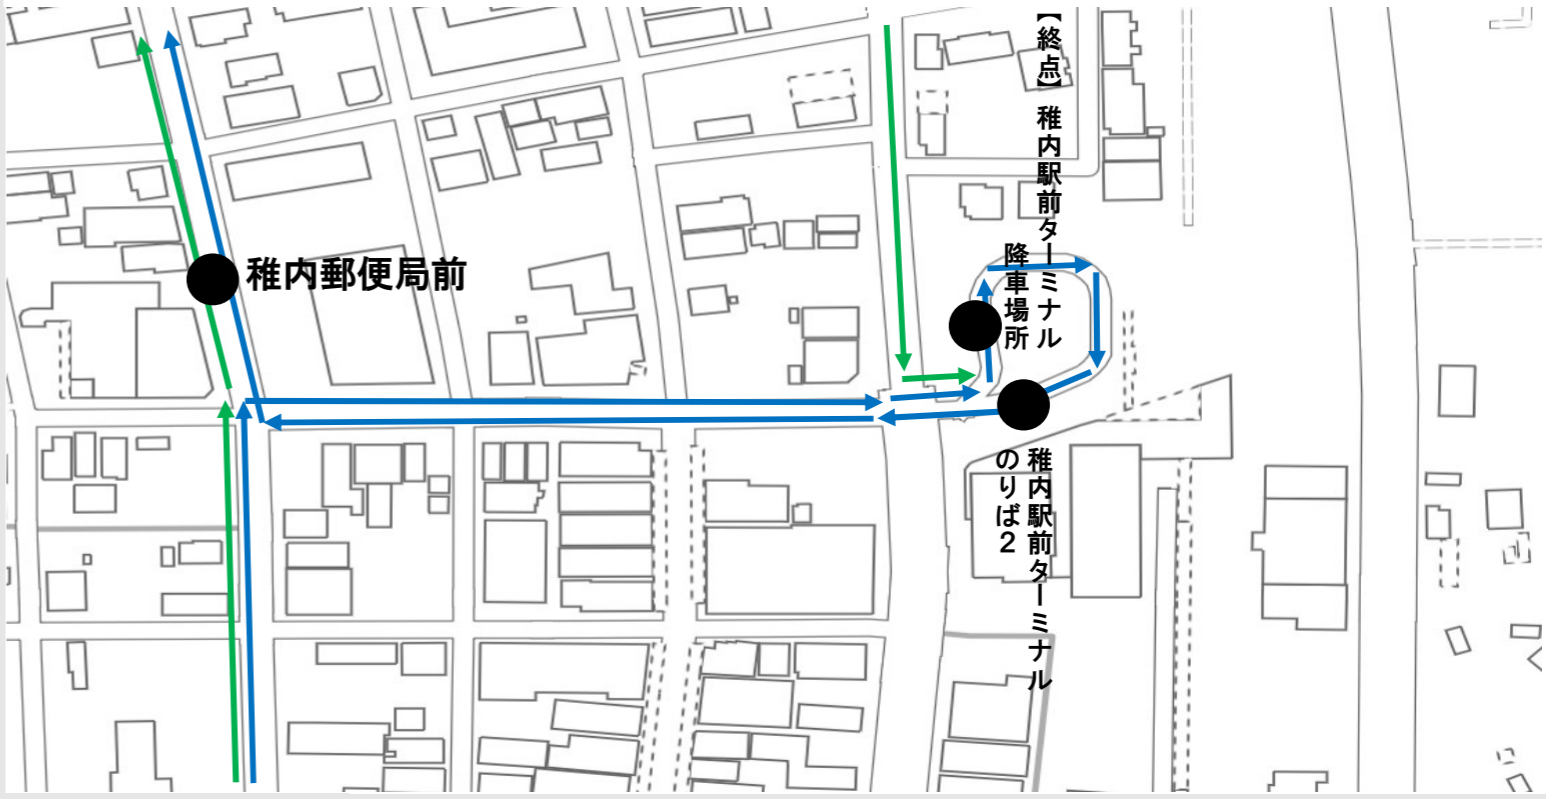 【終点】稚内駅前ターミナル
降車場所
稚内郵便局前
稚内駅前ターミナル
のりば2